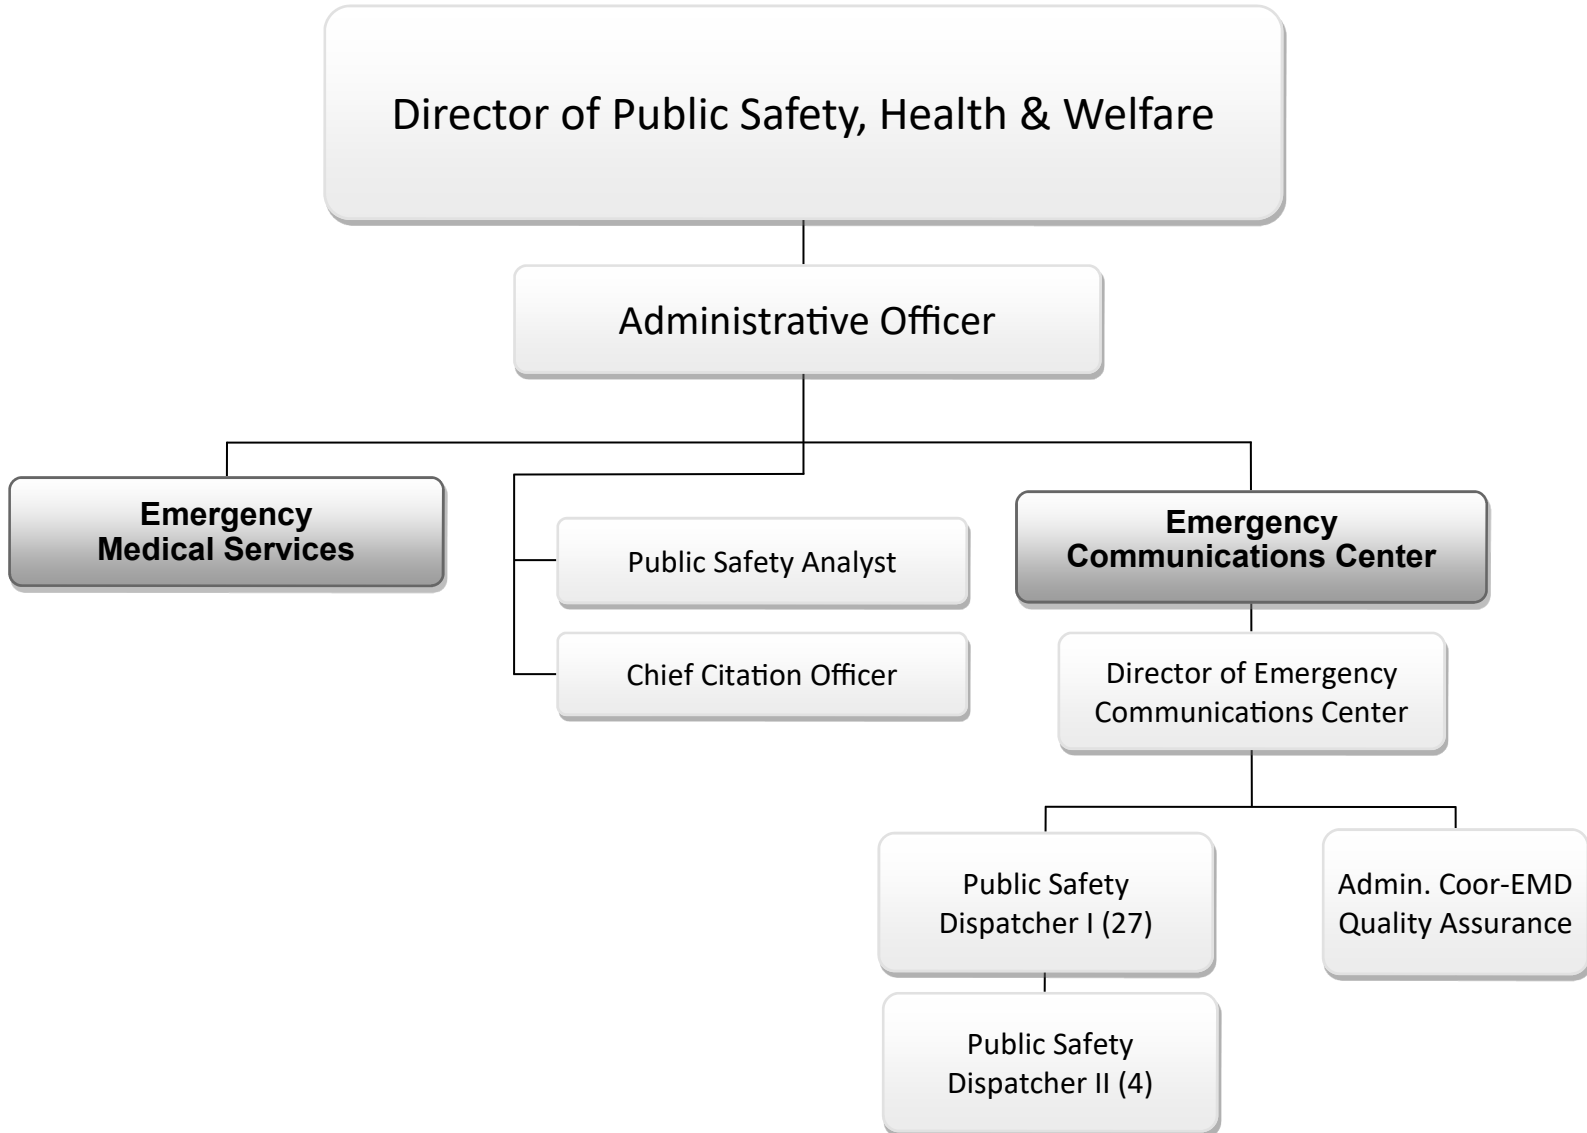 Director of Public Safety, Health & Welfare
Administrative Officer
Emergency
Medical Services
Public Safety Analyst
Chief Citation Officer
Emergency
Communications Center
Director of Emergency
Communications Center
Public Safety
Dispatcher I (27)
Admin. Coor-EMD
Quality Assurance
Public Safety
Dispatcher II (4)